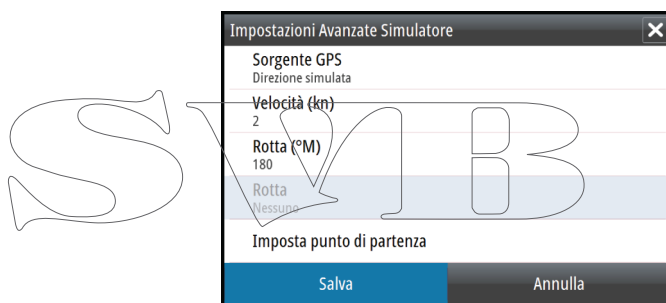 Impostazioni Avanzate Simulatore
Sorgente GPS
Direzione simulata
Velocità (kn)
2
Rotta (°M)
180
Rotta
Nessuno
Imposta punto di partenza
Salva
Annulla
SVB